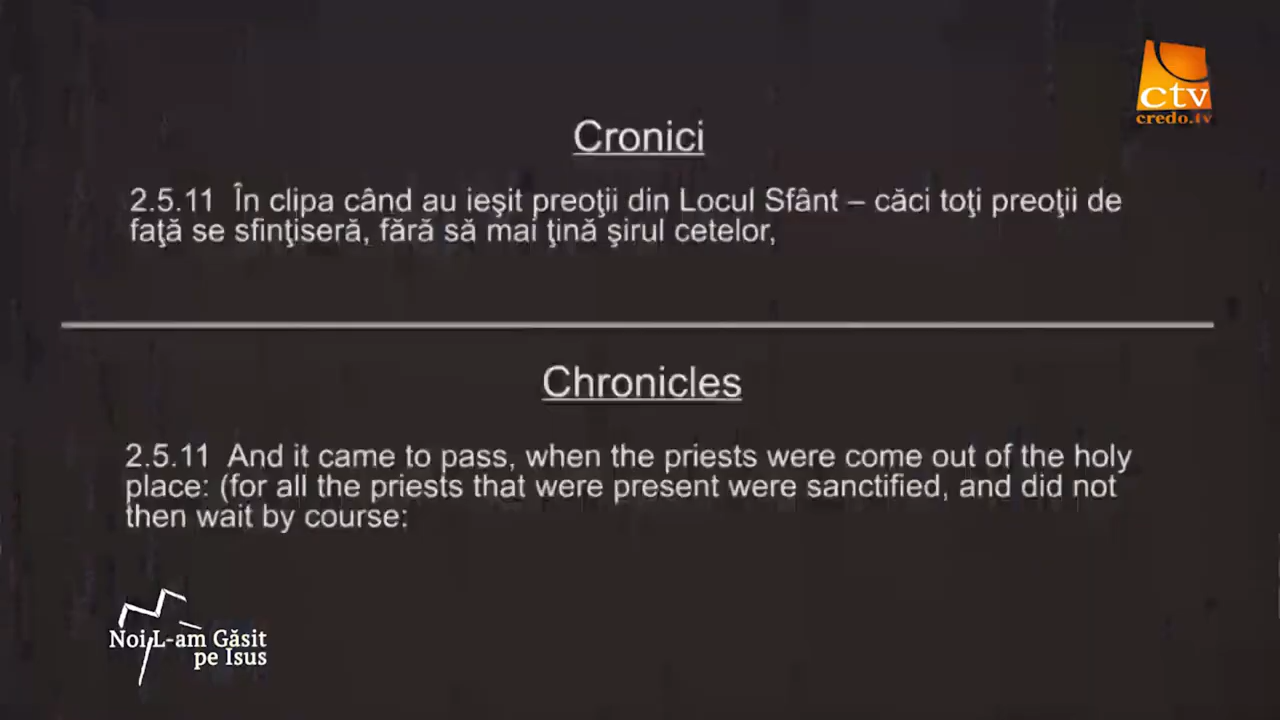 ctv
credo.tv
Cronici
2.5.11 În clipa când au ieşit preoţii din Locul Sfânt – căci toţi preoţii de
faţă se sfinţiseră, fără să mai ţină şirul cetelor,
Chronicles
2.5.11 And it came to pass, when the priests were come out of the holy
place: (for all the priests that were present were sanctified, and did not
then wait by course:
Noi L-am Găsit
pe Isus